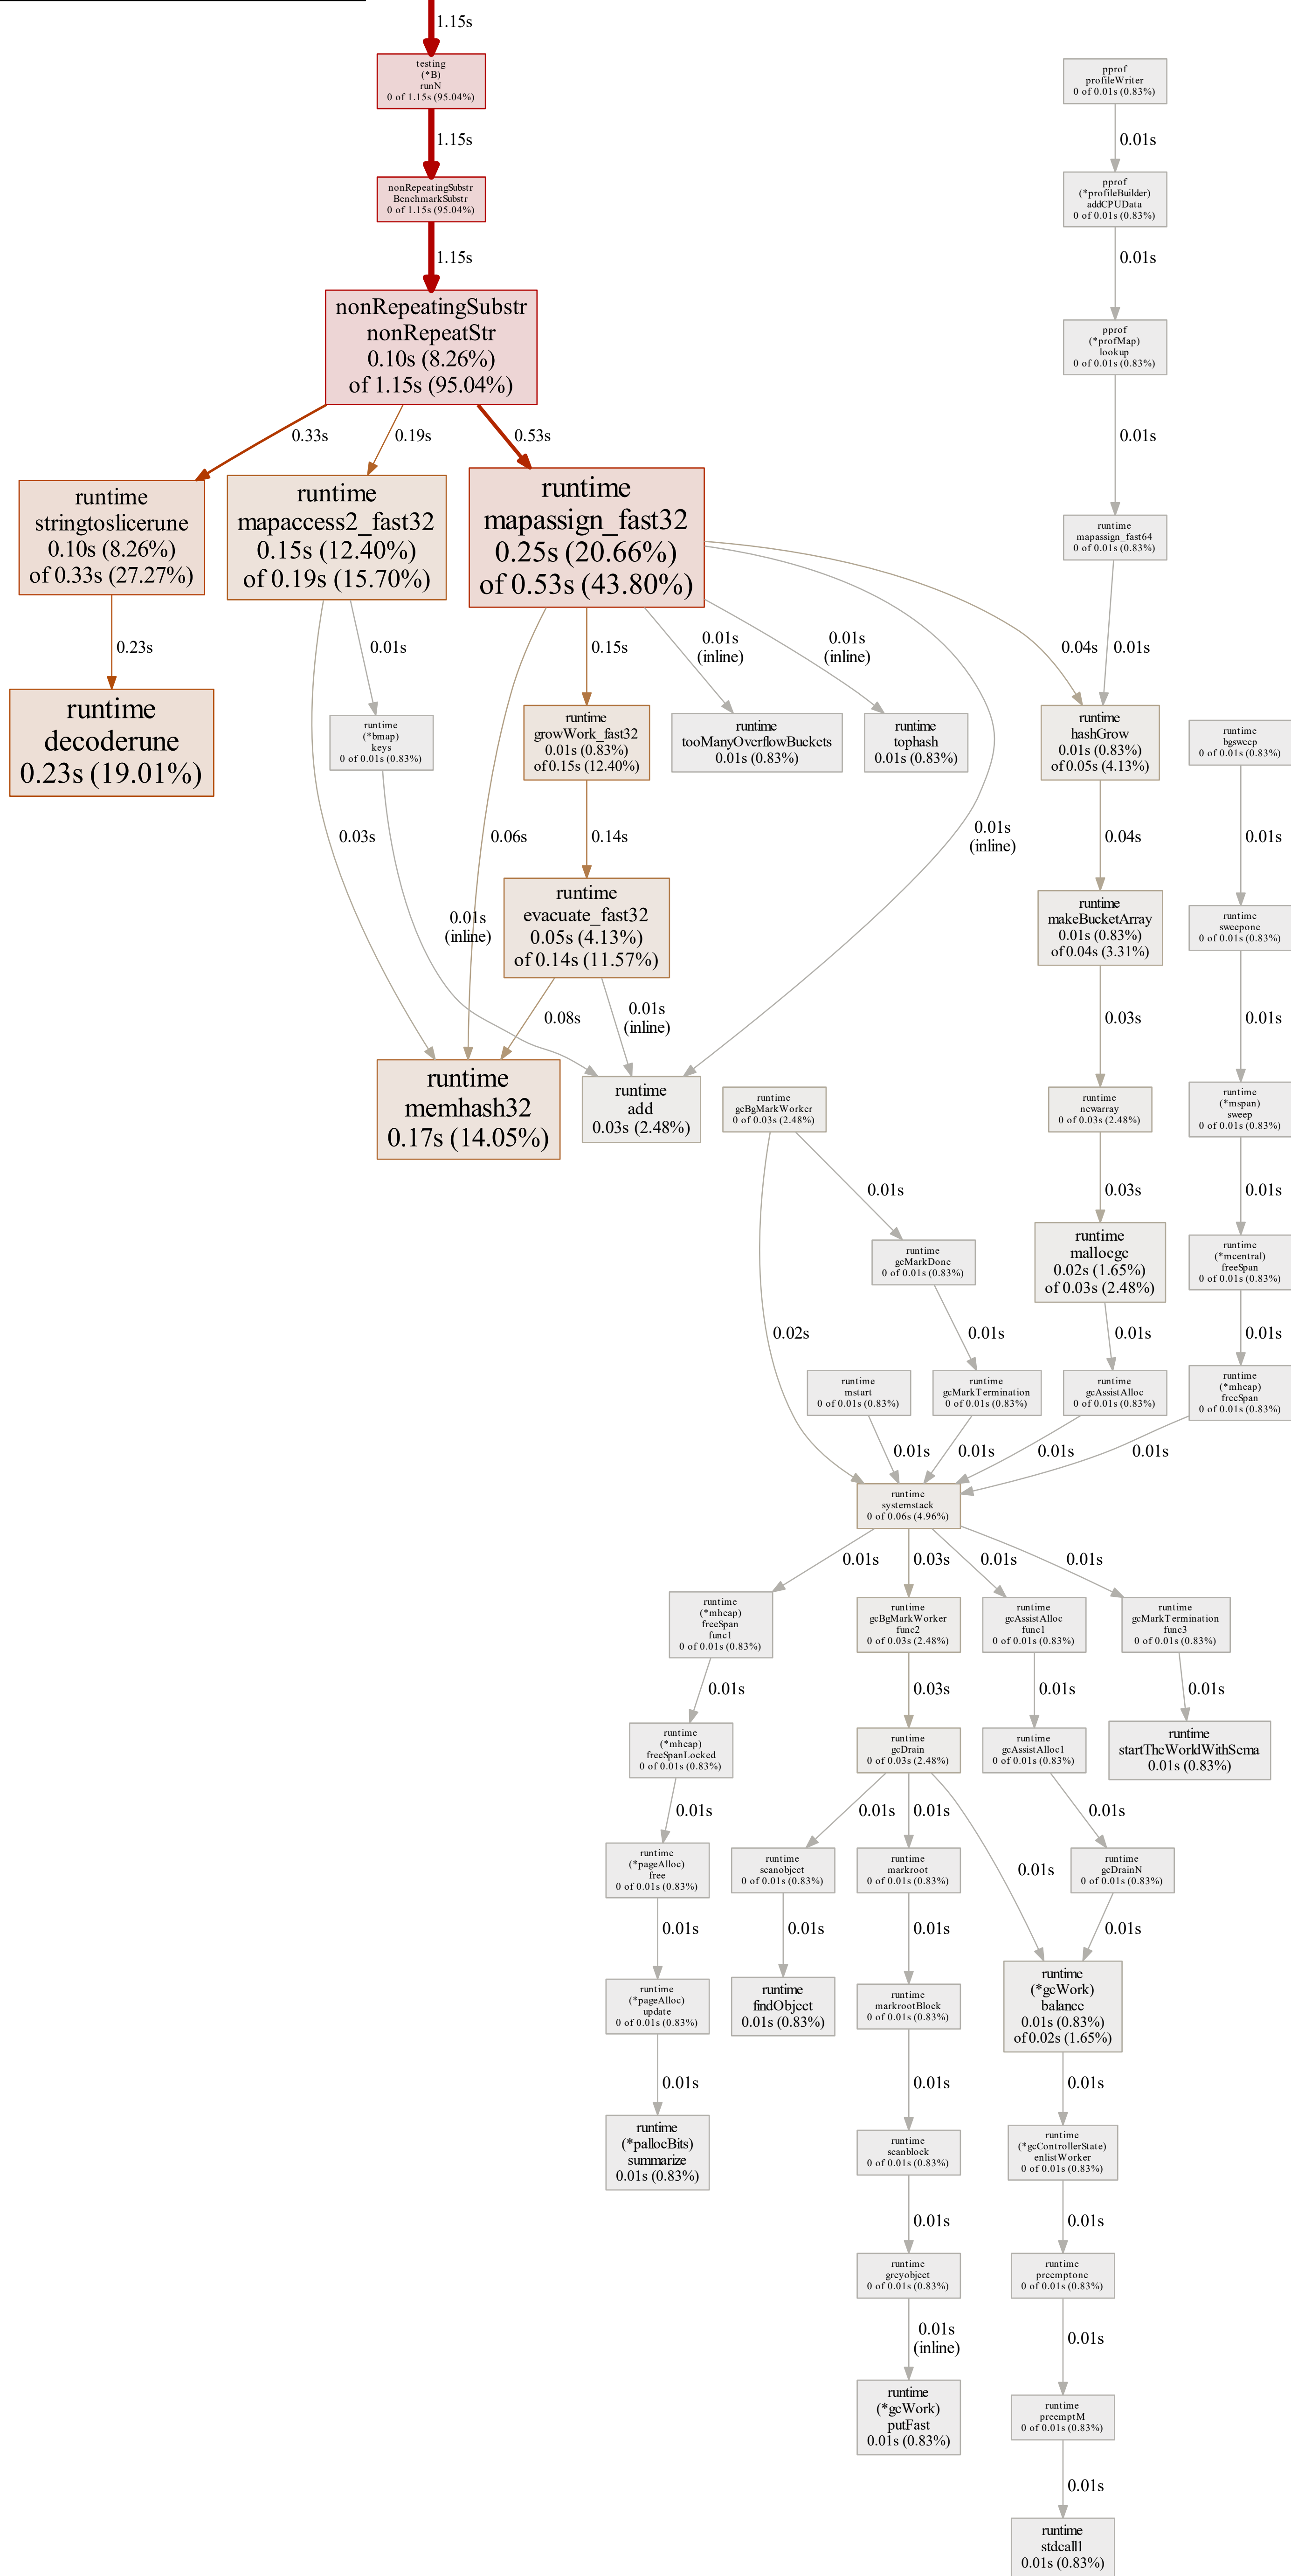 1.15s
testing
(*B)
runN
0 of 1.15s (95.04%)
pprof
profileWriter
0 of 0.01s (0.83%)
1.15s
0.01s
nonRepeatingSubstr
BenchmarkSubstr
0 of 1.15s (95.04%)
pprof
(*profileBuilder)
addCPUData
0 of 0.01s (0.83%)
1.15s
0.01s
nonRepeatingSubstr
nonRepeatStr
0.10s (8.26%)
of 1.15s (95.04%)
pprof
(*profMap)
lookup
0 of 0.01s (0.83%)
0.33s
0.19s
0.53s
0.01s
runtime
stringtoslicerune
0.10s (8.26%)
of 0.33s (27.27%)
runtime
mapaccess2_fast32
0.15s (12.40%)
of 0.19s (15.70%)
runtime
mapassign_fast32
0.25s (20.66%)
of 0.53s (43.80%)
runtime
mapassign_fast64
0 of 0.01s (0.83%)
0.23s
0.01s
0.15s
0.01s
(inline)
0.01s
(inline)
0.04s
0.01s
runtime
decoderune
0.23s (19.01%)
runtime
(*bmap)
keys
0 of 0.01s (0.83%)
runtime
growWork_fast32
0.01s (0.83%)
of 0.15s (12.40%)
runtime
tooManyOverflowBuckets
0.01s (0.83%)
runtime
tophash
0.01s (0.83%)
runtime
hashGrow
0.01s (0.83%)
of 0.05s (4.13%)
runtime
bgsweep
0 of 0.01s (0.83%)
0.03s
0.06s
0.14s
0.01s
(inline)
0.04s
0.01s
0.01s
(inline)
runtime
evacuate_fast32
0.05s (4.13%)
of 0.14s (11.57%)
runtime
makeBucketArray
0.01s (0.83%)
of 0.04s (3.31%)
runtime
sweepone
0 of 0.01s (0.83%)
0.08s
0.01s
(inline)
0.03s
0.01s
runtime
memhash32
0.17s (14.05%)
runtime
add
0.03s (2.48%)
runtime
gcBgMarkWorker
0 of 0.03s (2.48%)
runtime
newarray
0 of 0.03s (2.48%)
runtime
(*mspan)
sweep
0 of 0.01s (0.83%)
0.01s
0.03s
0.01s
runtime
gcMarkDone
0 of 0.01s (0.83%)
runtime
mallocgc
0.02s (1.65%)
of 0.03s (2.48%)
runtime
(*mcentral)
freeSpan
0 of 0.01s (0.83%)
0.02s
0.01s
0.01s
0.01s
runtime
mstart
0 of 0.01s (0.83%)
runtime
gcMarkTermination
0 of 0.01s (0.83%)
runtime
gcAssistAlloc
0 of 0.01s (0.83%)
runtime
(*mheap)
freeSpan
0 of 0.01s (0.83%)
0.01s
0.01s
0.01s
0.01s
runtime
systemstack
0 of 0.06s (4.96%)
0.01s
0.03s
0.01s
0.01s
runtime
(*mheap)
freeSpan
func1
0 of 0.01s (0.83%)
runtime
gcBgMarkWorker
func2
0 of 0.03s (2.48%)
runtime
gcAssistAlloc
func1
0 of 0.01s (0.83%)
runtime
gcMarkTermination
func3
0 of 0.01s (0.83%)
0.01s
0.03s
0.01s
0.01s
runtime
(*mheap)
freeSpanLocked
0 of 0.01s (0.83%)
runtime
gcDrain
0 of 0.03s (2.48%)
runtime
gcAssistAlloc1
0 of 0.01s (0.83%)
runtime
startTheWorldWithSema
0.01s (0.83%)
0.01s
0.01s
0.01s
0.01s
runtime
(*pageAlloc)
free
0 of 0.01s (0.83%)
runtime
scanobject
0 of 0.01s (0.83%)
runtime
markroot
0 of 0.01s (0.83%)
0.01s
runtime
gcDrainN
0 of 0.01s (0.83%)
0.01s
0.01s
0.01s
0.01s
runtime
(*pageAlloc)
update
0 of 0.01s (0.83%)
runtime
findObject
0.01s (0.83%)
runtime
markrootBlock
0 of 0.01s (0.83%)
runtime
(*gcWork)
balance
0.01s (0.83%)
of 0.02s (1.65%)
0.01s
0.01s
0.01s
runtime
(*pallocBits)
summarize
0.01s (0.83%)
runtime
scanblock
0 of 0.01s (0.83%)
runtime
(*gcControllerState)
enlistWorker
0 of 0.01s (0.83%)
0.01s
0.01s
runtime
greyobject
0 of 0.01s (0.83%)
runtime
preemptone
0 of 0.01s (0.83%)
0.01s
(inline)
0.01s
runtime
(*gcWork)
putFast
0.01s (0.83%)
runtime
preemptM
0 of 0.01s (0.83%)
0.01s
runtime
stdcall1
0.01s (0.83%)